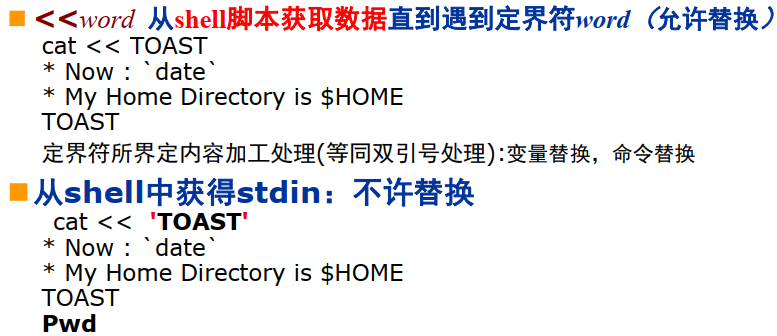 <<word 从shell脚本获取数据直到遇到定界符word（允许替换）
cat << TOAST
* Now : `date`
* My Home Directory is $HOME
TOAST
定界符所界定内容加工处理(等同双引号处理):变量替换，命令替换
从shell中获得stdin：不许替换
cat << 'TOAST'
* Now : `date`
* My Home Directory is $HOME
TOAST
Pwd